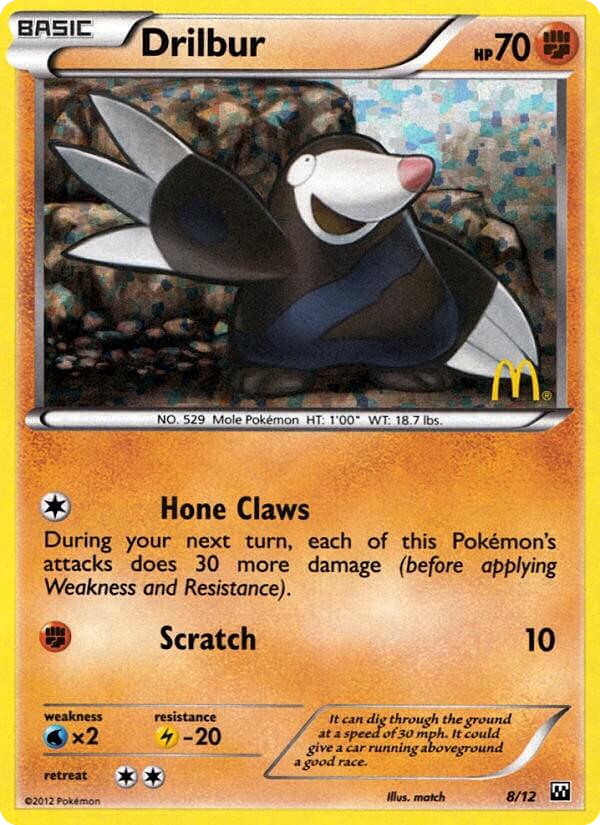 BASIC
Drilbur
HP70
M®
NO. 529 Mole Pokémon HT: 1'00" WT: 18.7 lbs.
Hone Claws
During your next turn, each of this Pokémon's
attacks does 30 more damage (before applying
Weakness and Resistance).
Scratch 10
weakness resistance
×2 -20
It can dig through the ground
at a speed of 30 mph. It could
give a car running aboveground
a good race.
retreat
©2012 Pokémon
Illus. match 8/12